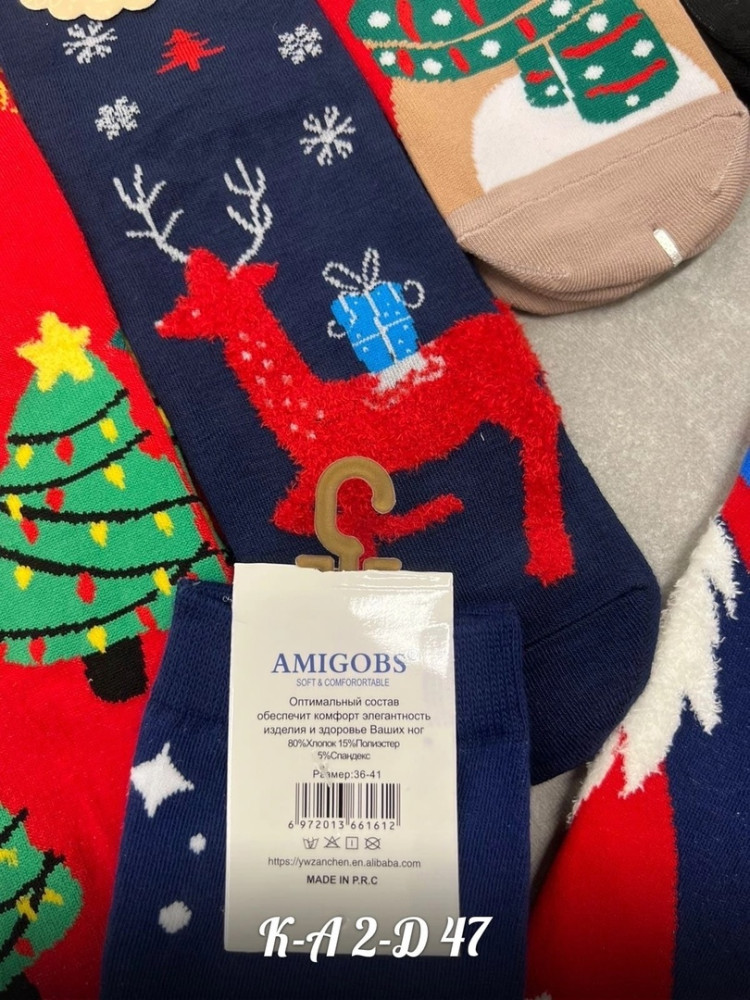 AMIGOBS
SOFT & COMFORORTABLE
Оптимальный состав
обеспечит комфорт элегантность
изделия и здоровье Ваших ног
80%Хлопок 15%Полиэстер
5%Спандекс
Размер:36-41
6 972013 661612
https://ywzanchen.en.alibaba.com
MADE IN P.R.C
K-A 2-D 47